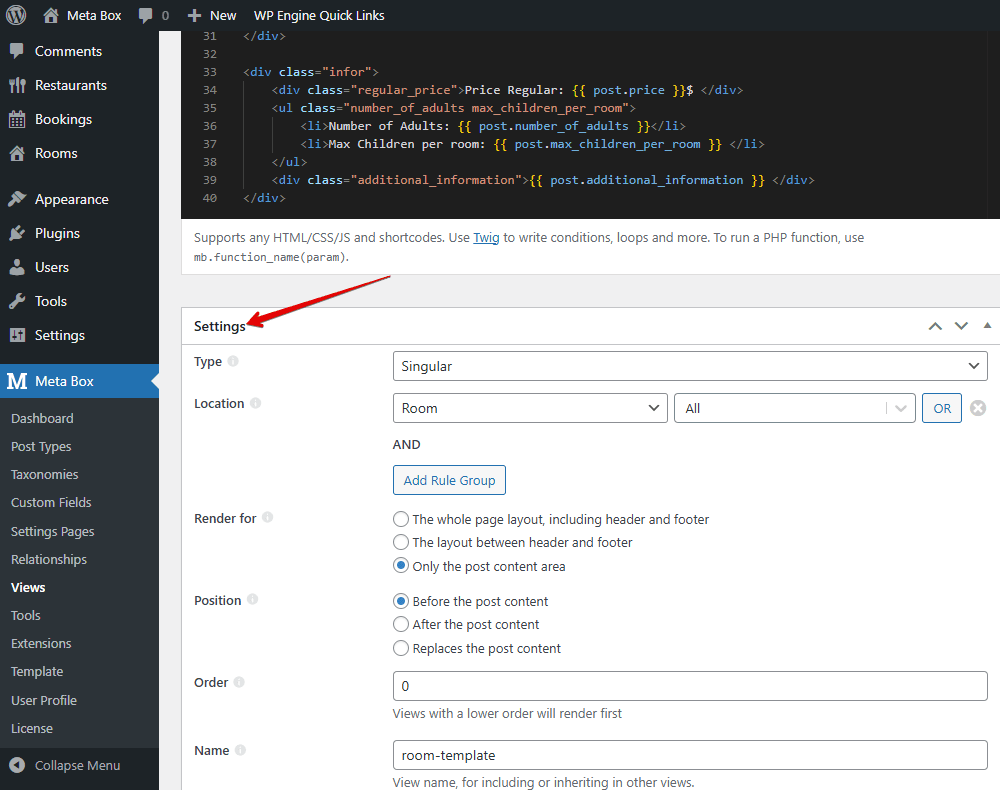 Meta Box 0 New WP Engine Quick Links
Comments
Restaurants
Bookings
Rooms
Appearance
Plugins
Users
Tools
Settings
M Meta Box
Dashboard
Post Types
Taxonomies
Custom Fields
Settings Pages
Relationships
Views
Tools
Extensions
Template
User Profile
License
Collapse Menu
31 </div>
32
33 <div class="infor">
34 <div class="regular_price">Price Regular: {{ post.price }}$ </div>
35 <ul class="number_of_adults max_children_per_room">
36 <li>Number of Adults: {{ post.number_of_adults }}</li>
37 <li>Max Children per room: {{ post.max_children_per_room }} </li>
38 </ul>
39 <div class="additional_information">{{ post.additional_information }} </div>
40 </div>
Supports any HTML/CSS/JS and shortcodes. Use Twig to write conditions, loops and more. To run a PHP function, use
mb.function_name(param).
Settings
Type
Singular
Location
Room All OR
AND
Add Rule Group
Render for
The whole page layout, including header and footer
The layout between header and footer
Only the post content area
Position
Before the post content
After the post content
Replaces the post content
Order
0
Views with a lower order will render first
Name
room-template
View name, for including or inheriting in other views.